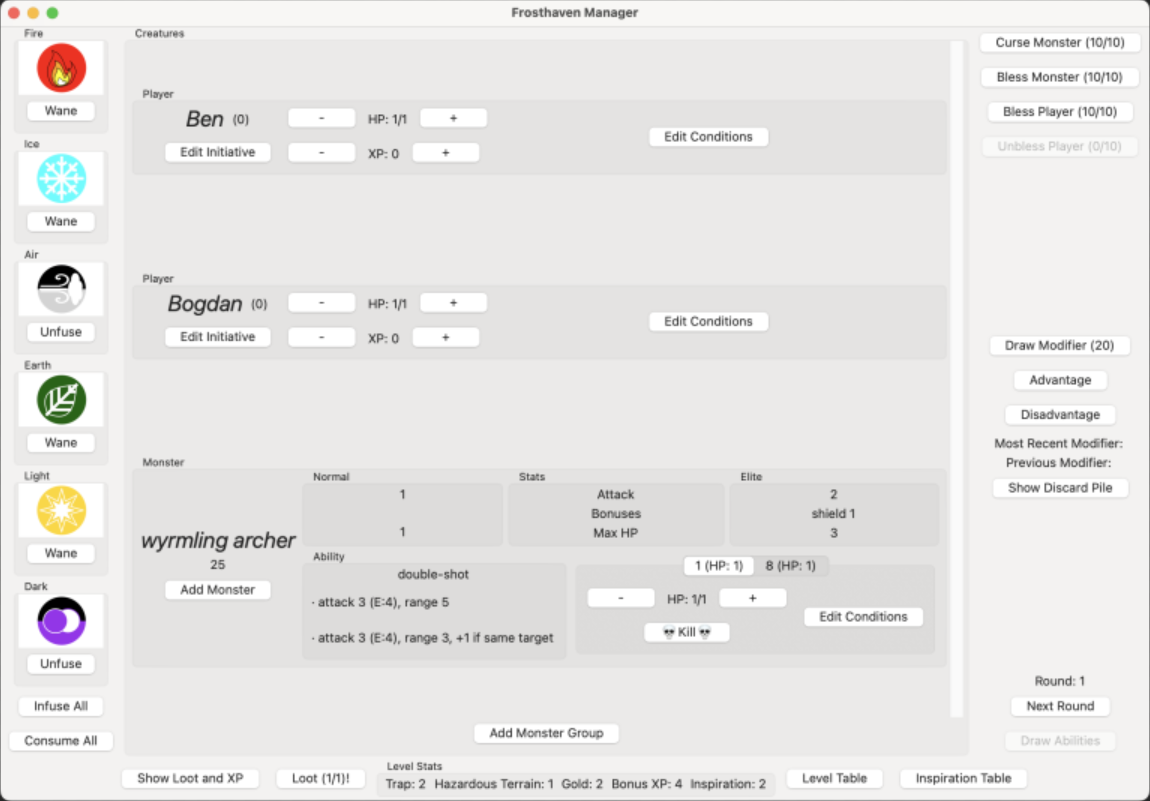 Frosthaven Manager
Fire
Wane
Ice
Wane
Air
Unfuse
Earth
Wane
Light
Wane
Dark
Unfuse
Infuse All
Consume All
Creatures
Player
Ben (0)
- HP: 1/1 +
Edit Initiative
- XP: 0 +
Edit Conditions
Player
Bogdan (0)
- HP: 1/1 +
Edit Initiative
- XP: 0 +
Edit Conditions
Monster
wyrmling archer
25
Add Monster
Normal Stats Elite
1 Attack 2
Bonuses shield 1
1 Max HP 3
Ability
double-shot
· attack 3 (E:4), range 5
· attack 3 (E:4), range 3, +1 if same target
1 (HP: 1) 8 (HP: 1)
- HP: 1/1 +
💀Kill💀
Edit Conditions
Add Monster Group
Curse Monster (10/10)
Bless Monster (10/10)
Bless Player (10/10)
Unbless Player (0/10)
Draw Modifier (20)
Advantage
Disadvantage
Most Recent Modifier:
Previous Modifier:
Show Discard Pile
Round: 1
Next Round
Draw Abilities
Show Loot and XP
Loot (1/1)!
Level Stats
Trap: 2 Hazardous Terrain: 1 Gold: 2 Bonus XP: 4 Inspiration: 2
Level Table
Inspiration Table